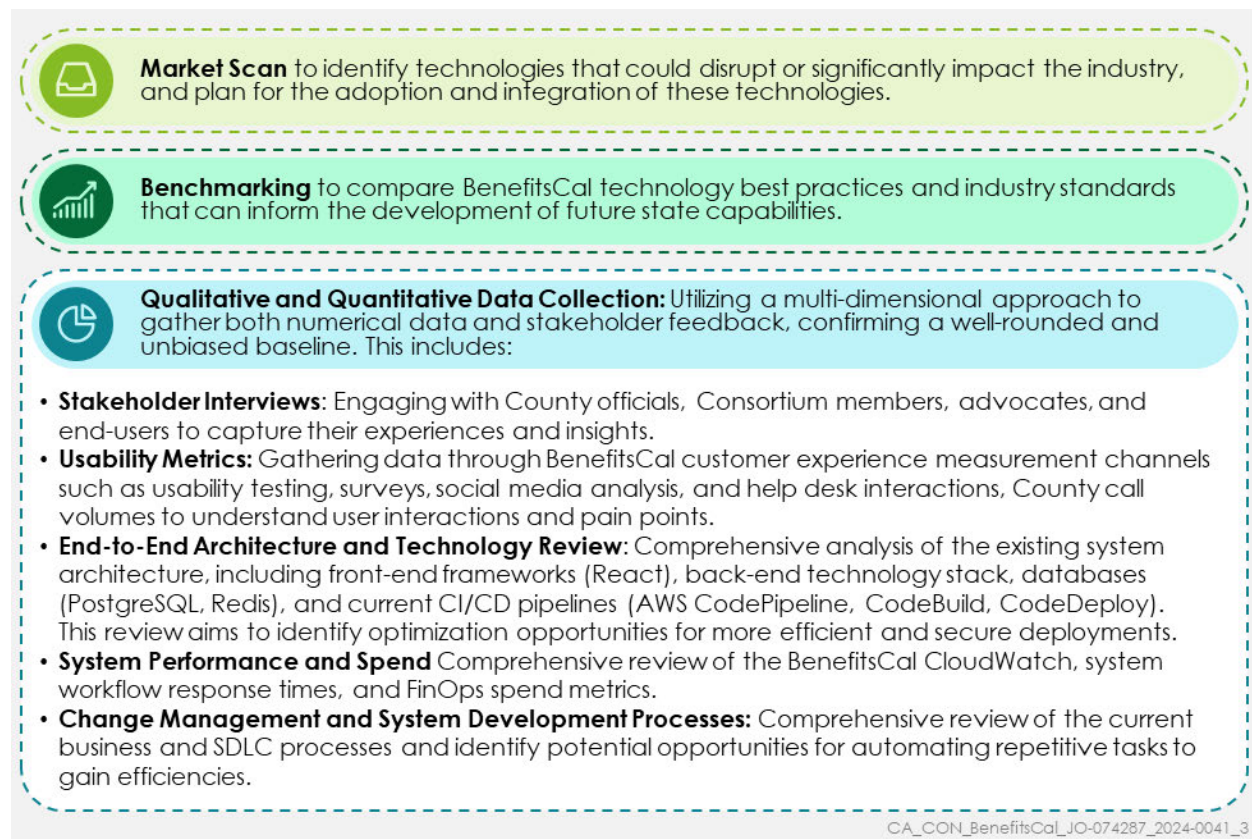 Market Scan to identify technologies that could disrupt or significantly impact the industry,
and plan for the adoption and integration of these technologies.
Benchmarking to compare BenefitsCal technology best practices and industry standards
that can inform the development of future state capabilities.
Qualitative and Quantitative Data Collection: Utilizing a multi-dimensional approach to
gather both numerical data and stakeholder feedback, confirming a well-rounded and
unbiased baseline. This includes:
• Stakeholder Interviews: Engaging with County officials, Consortium members, advocates, and
end-users to capture their experiences and insights.
• Usability Metrics: Gathering data through BenefitsCal customer experience measurement channels
such as usability testing, surveys, social media analysis, and help desk interactions, County call
volumes to understand user interactions and pain points.
• End-to-End Architecture and Technology Review: Comprehensive analysis of the existing system
architecture, including front-end frameworks (React), back-end technology stack, databases
(PostgreSQL, Redis), and current CI/CD pipelines (AWS CodePipeline, CodeBuild, CodeDeploy).
This review aims to identify optimization opportunities for more efficient and secure deployments.
• System Performance and Spend Comprehensive review of the BenefitsCal CloudWatch, system
workflow response times, and FinOps spend metrics.
• Change Management and System Development Processes: Comprehensive review of the current
business and SDLC processes and identify potential opportunities for automating repetitive tasks to
gain efficiencies.
CA_CON_BenefitsCal_JO-074287_2024-0041_3